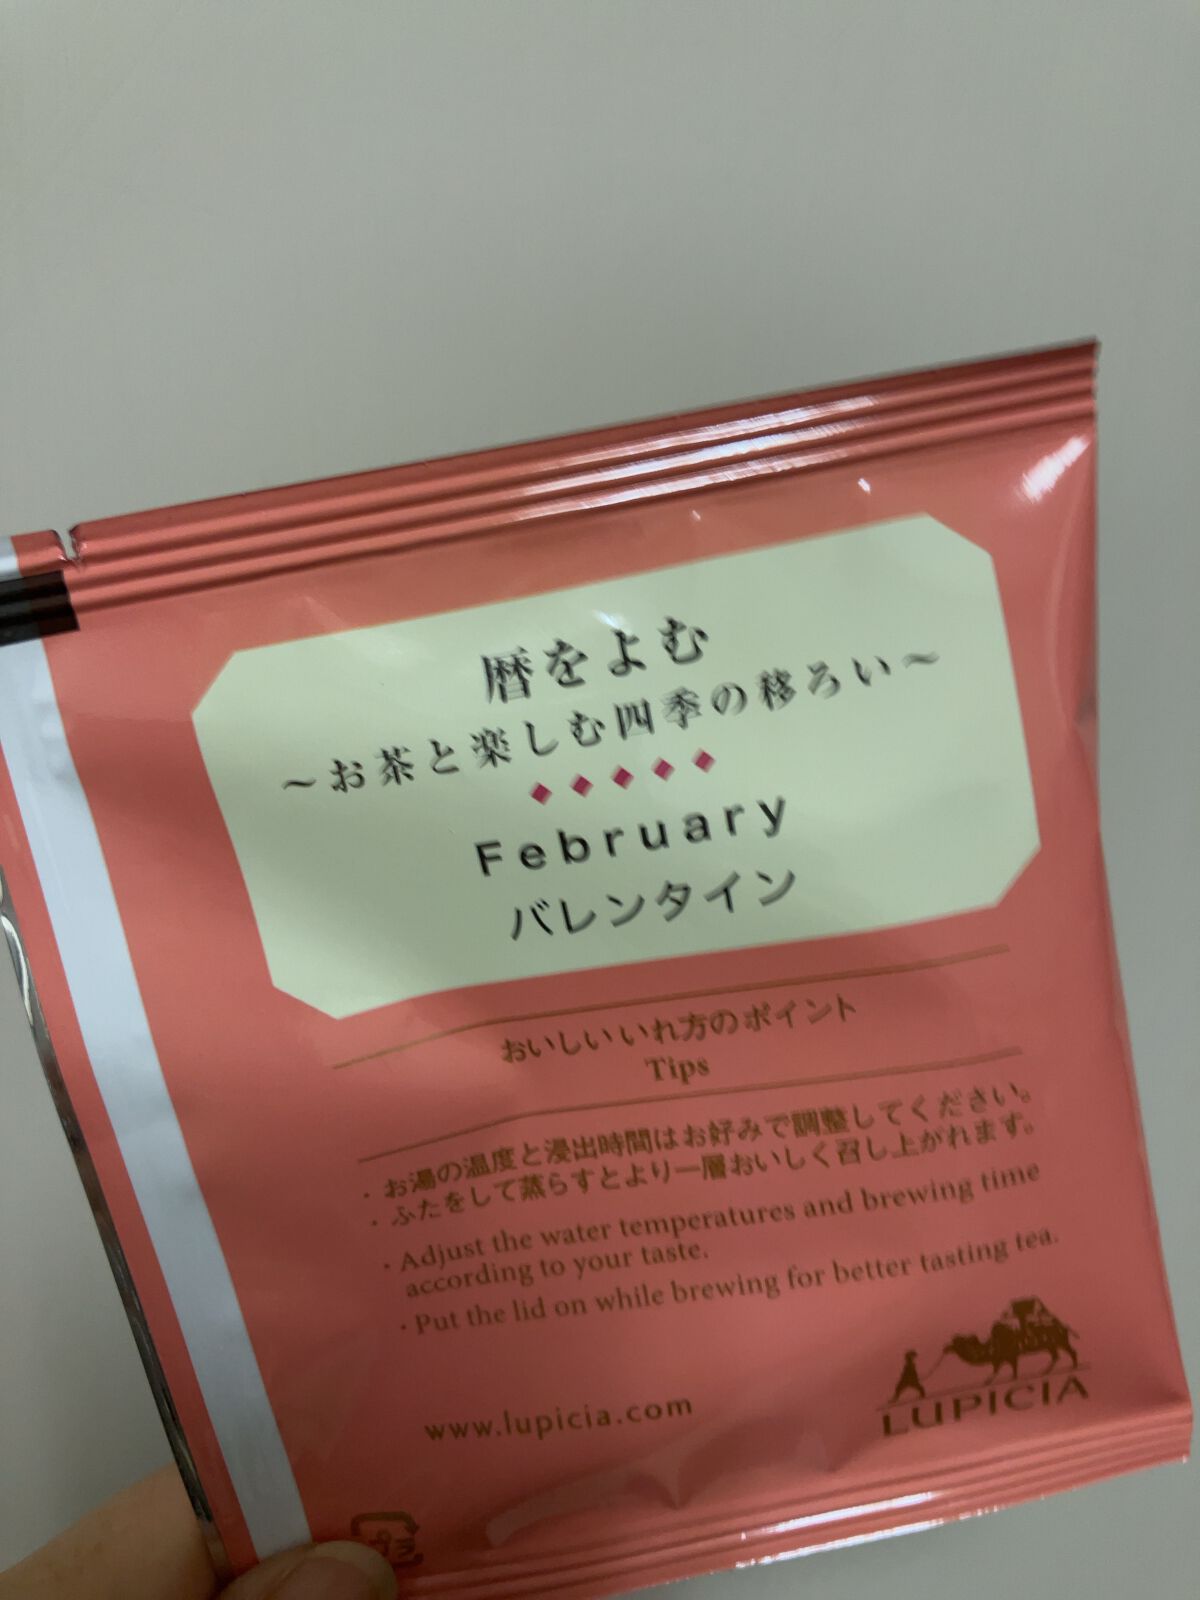 暦をよむ
～お茶と楽しむ四季の移ろい～
February
バレンタイン
おいしいいれ方のポイント
Tips
・お湯の温度と浸出時間はお好みで調整してください。
・ふたをして蒸らすとより一層おいしく召し上がれます。
・Adjust the water temperatures and brewing time
according to your taste.
・Put the lid on while brewing for better tasting tea.
www.lupicia.com
LUPICIA
プラ